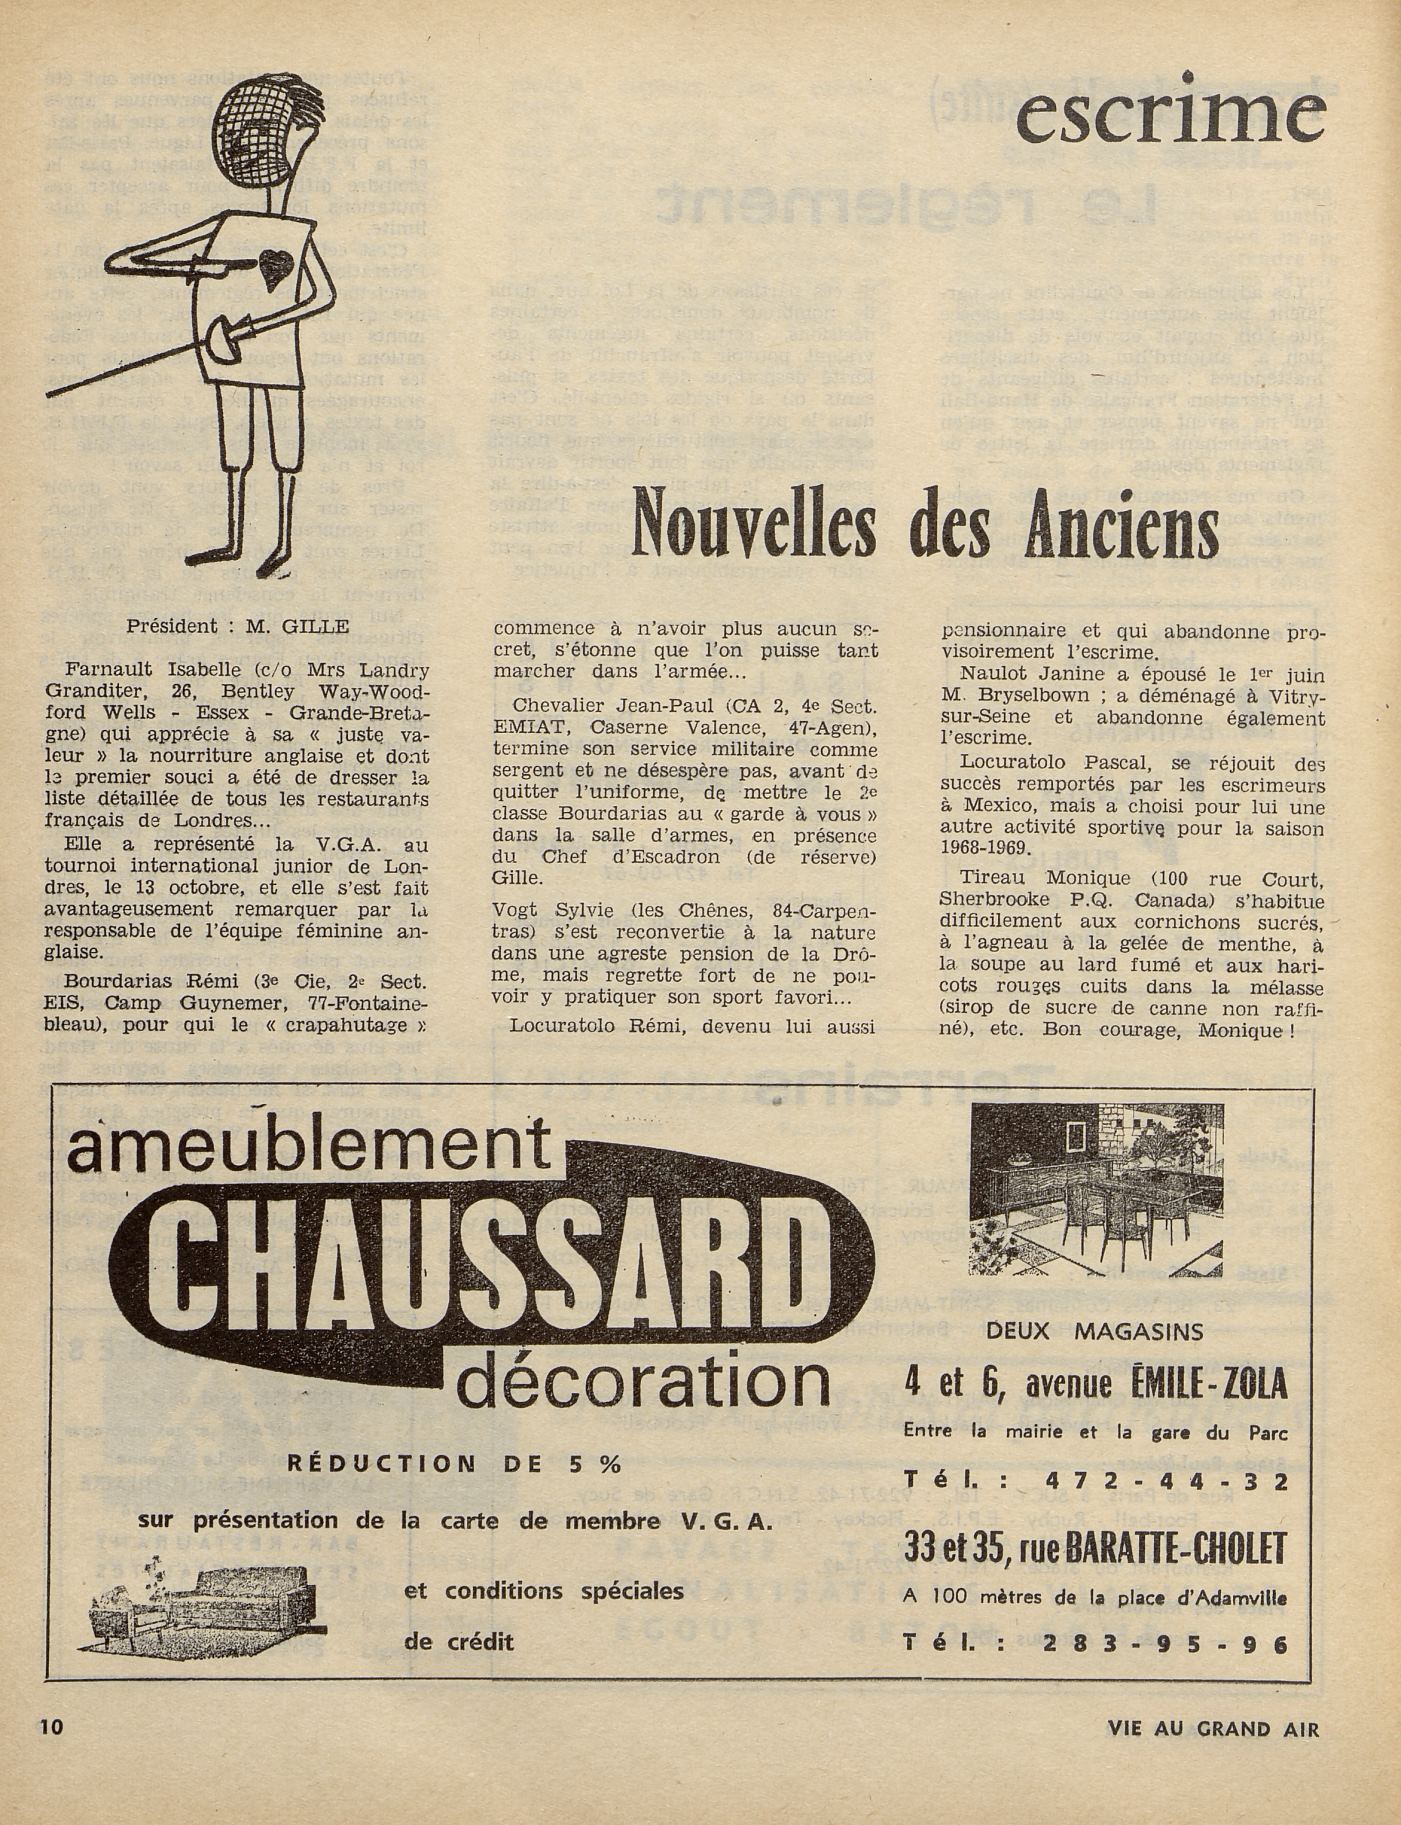 escrime
Nouvelles des Anciens
Président : M. GILLE
Farnault Isabelle (c/o Mrs Landry
Granditer, 26, Bentley Way-Wood-
ford Wells - Essex - Grande-Breta-
gne) qui apprécie à sa « juste va-
leur » la nourriture anglaise et dont
le premier souci a été de dresser la
liste détaillée de tous les restaurants
français de Londres...
Elle a représenté la V.G.A. au
tournoi international junior de Lon-
dres, le 13 octobre, et elle s'est fait
avantageusement remarquer par la
responsable de l'équipe féminine an-
glaise.
Bourdarias Rémi (3e Cie, 2e Sect.
EIS, Camp Guynemer, 77-Fontaine-
bleau), pour qui le « crapahutage »
commence à n'avoir plus aucun se-
cret, s'étonne que l'on puisse tant
marcher dans l'armée...
Chevalier Jean-Paul (CA 2, 4e Sect.
EMIAT, Caserne Valence, 47-Agen),
termine son service militaire comme
sergent et ne désespère pas, avant de
quitter l'uniforme, de mettre le 2e
classe Bourdarias au « garde à vous »
dans la salle d'armes, en présence
du Chef d'Escadron (de réserve)
Gille.
Vogt Sylvie (les Chênes, 84-Carpen-
tras) s'est reconvertie à la nature
dans une agreste pension de la Drô-
me, mais regrette fort de ne pou-
voir y pratiquer son sport favori...
Locuratolo Rémi, devenu lui aussi
pensionnaire et qui abandonne pro-
visoirement l'escrime.
Naulot Janine a épousé le 1er juin
M. Bryselbown ; a déménagé à Vitry-
sur-Seine et abandonne également
l'escrime.
Locuratolo Pascal, se réjouit des
succès remportés par les escrimeurs
à Mexico, mais a choisi pour lui une
autre activité sportive pour la saison
1968-1969.
Tireau Monique (100 rue Court,
Sherbrooke P.Q. Canada) s'habitue
difficilement aux cornichons sucrés,
à l'agneau à la gelée de menthe, à
la soupe au lard fumé et aux hari-
cots rouges cuits dans la mélasse
(sirop de sucre de canne non raffi-
né), etc. Bon courage, Monique !
ameublement
CHAUSSARD
décoration
RÉDUCTION DE 5 %
sur présentation de la carte de membre V.G.A.
et conditions spéciales
de crédit
DEUX MAGASINS
4 et 6, avenue ÉMILE-ZOLA
Entre la mairie et la gare du Parc
Tél. : 472-44-32
33 et 35, rue BARATTE-CHOLET
A 100 mètres de la place d'Adamville
Tél. : 283-95-96
10
VIE AU GRAND AIR